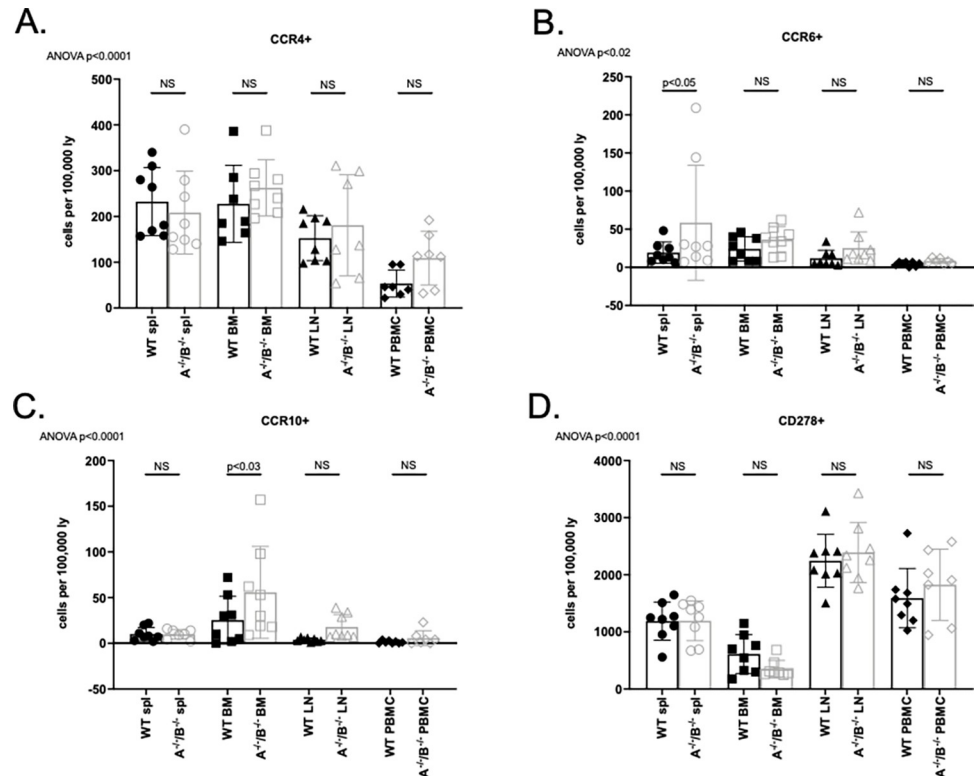 A.
CCR4+
ANOVA p<0.0001
NS NS NS NS
500
400
300
200
100
0
cells per 100,000 ly
WT spl
A⁻/⁻/B⁻/⁻ spl
WT BM
A⁻/⁻/B⁻/⁻ BM
WT LN
A⁻/⁻/B⁻/⁻ LN
WT PBMC
A⁻/⁻/B⁻/⁻ PBMC
B.
CCR6+
ANOVA p<0.02
p<0.05 NS NS NS
250
200
150
100
50
0
-50
cells per 100,000 ly
WT spl
A⁻/⁻/B⁻/⁻ spl
WT BM
A⁻/⁻/B⁻/⁻ BM
WT LN
A⁻/⁻/B⁻/⁻ LN
WT PBMC
A⁻/⁻/B⁻/⁻ PBMC
C.
CCR10+
ANOVA p<0.0001
NS p<0.03 NS NS
200
150
100
50
0
-50
cells per 100,000 ly
WT spl
A⁻/⁻/B⁻/⁻ spl
WT BM
A⁻/⁻/B⁻/⁻ BM
WT LN
A⁻/⁻/B⁻/⁻ LN
WT PBMC
A⁻/⁻/B⁻/⁻ PBMC
D.
CD278+
ANOVA p<0.0001
NS NS NS NS
4000
3000
2000
1000
0
cells per 100,000 ly
WT spl
A⁻/⁻/B⁻/⁻ spl
WT BM
A⁻/⁻/B⁻/⁻ BM
WT LN
A⁻/⁻/B⁻/⁻ LN
WT PBMC
A⁻/⁻/B⁻/⁻ PBMC